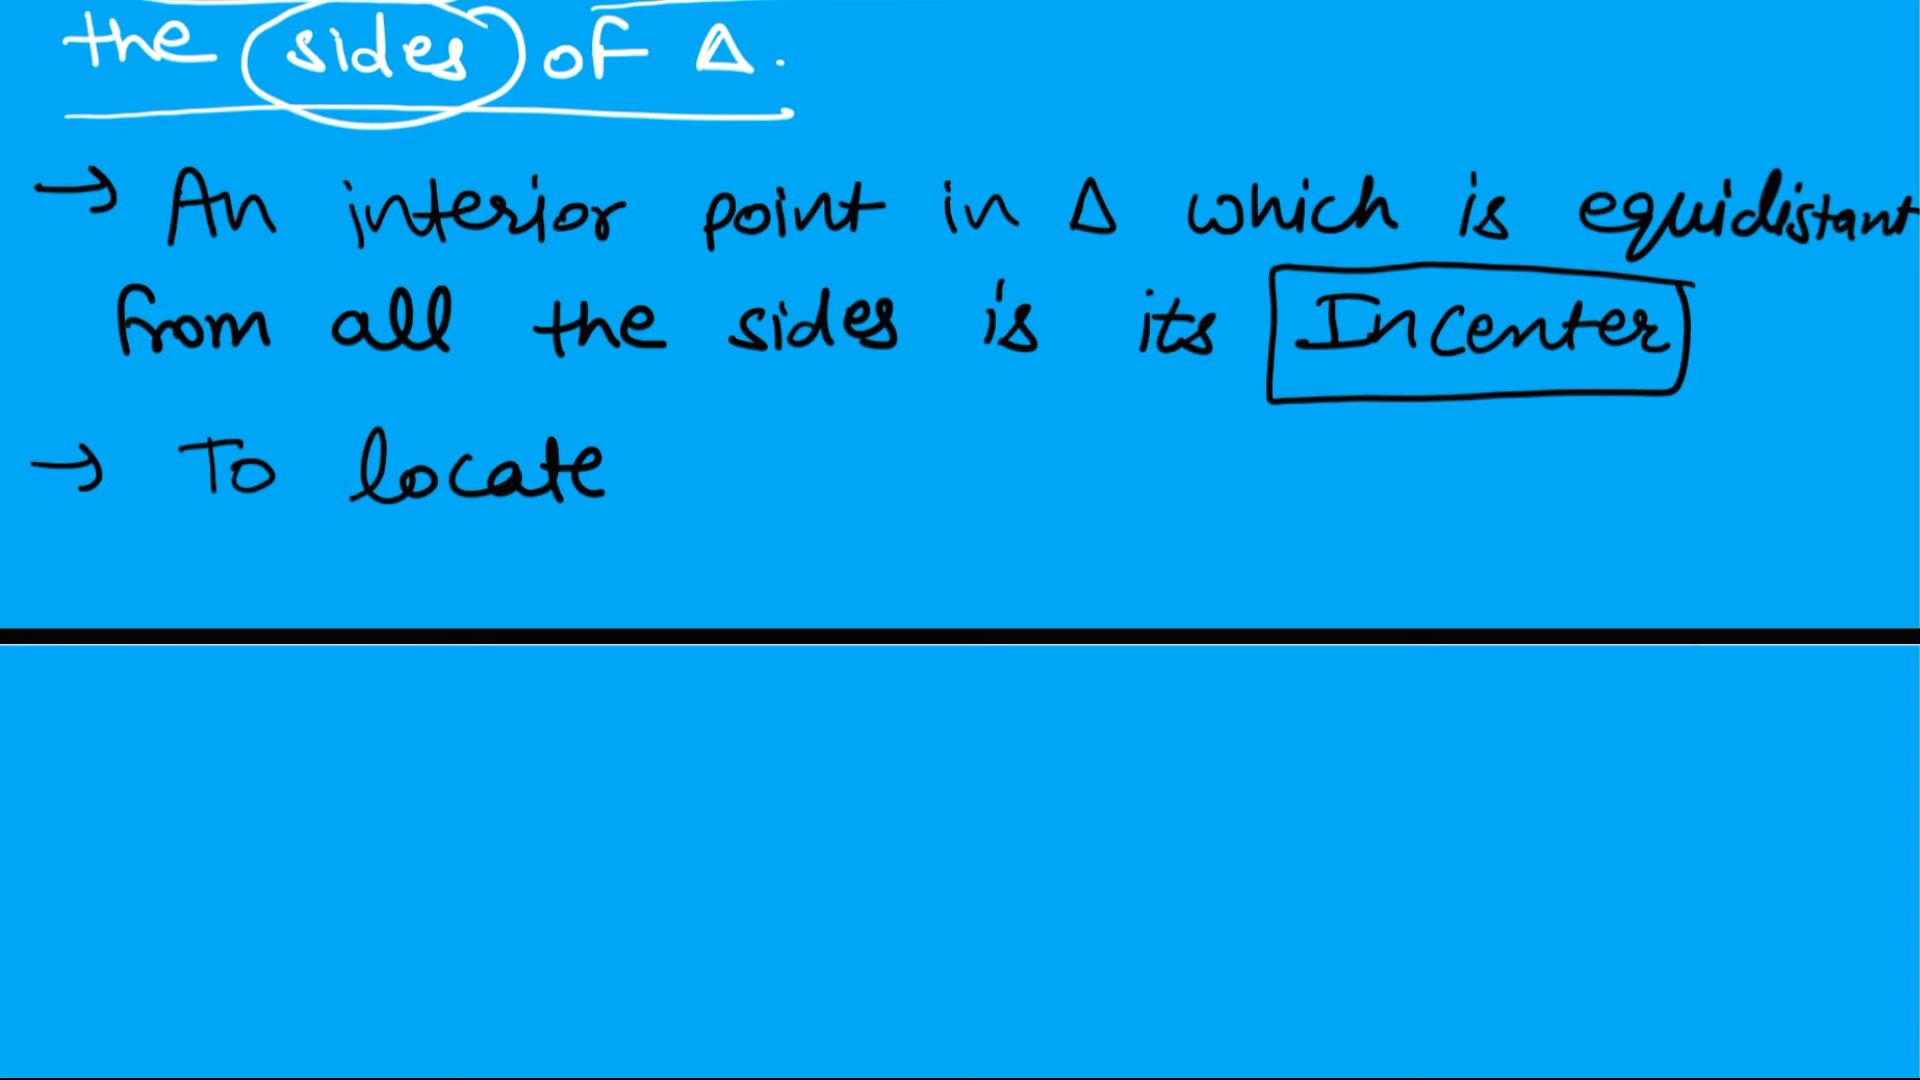 the sides of Δ.
→ An interior point in Δ which is equidistant
from all the sides is its Incenter
→ To locate